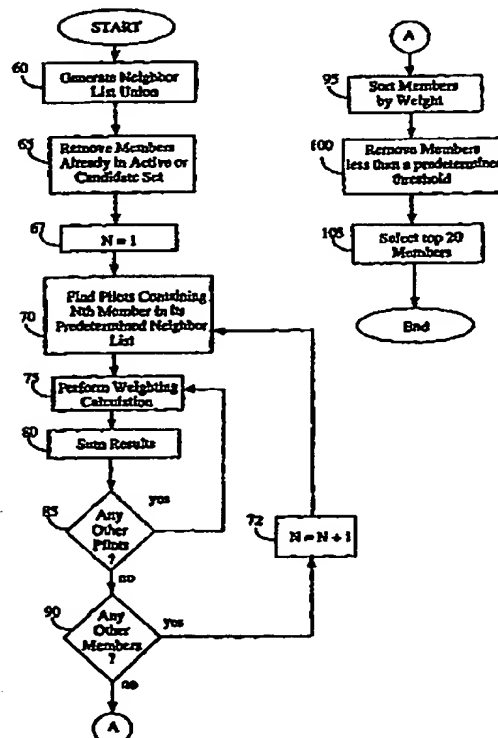 START
60
Generate Neighbor
List Union
65
Remove Members
Already in Active or
Candidate Set
67
N = 1
70
Find Pilots Containing
Nth Member in its
Predetermined Neighbor
List
75
Perform Weighting
Calculation
80
Sum Results
85
Any
Other
Pilots
?
yes
no
72
N = N + 1
90
Any
Other
Members
?
yes
no
A
A
95
Sort Members
by Weight
100
Remove Members
less than a predetermined
threshold
105
Select top 20
Members
End